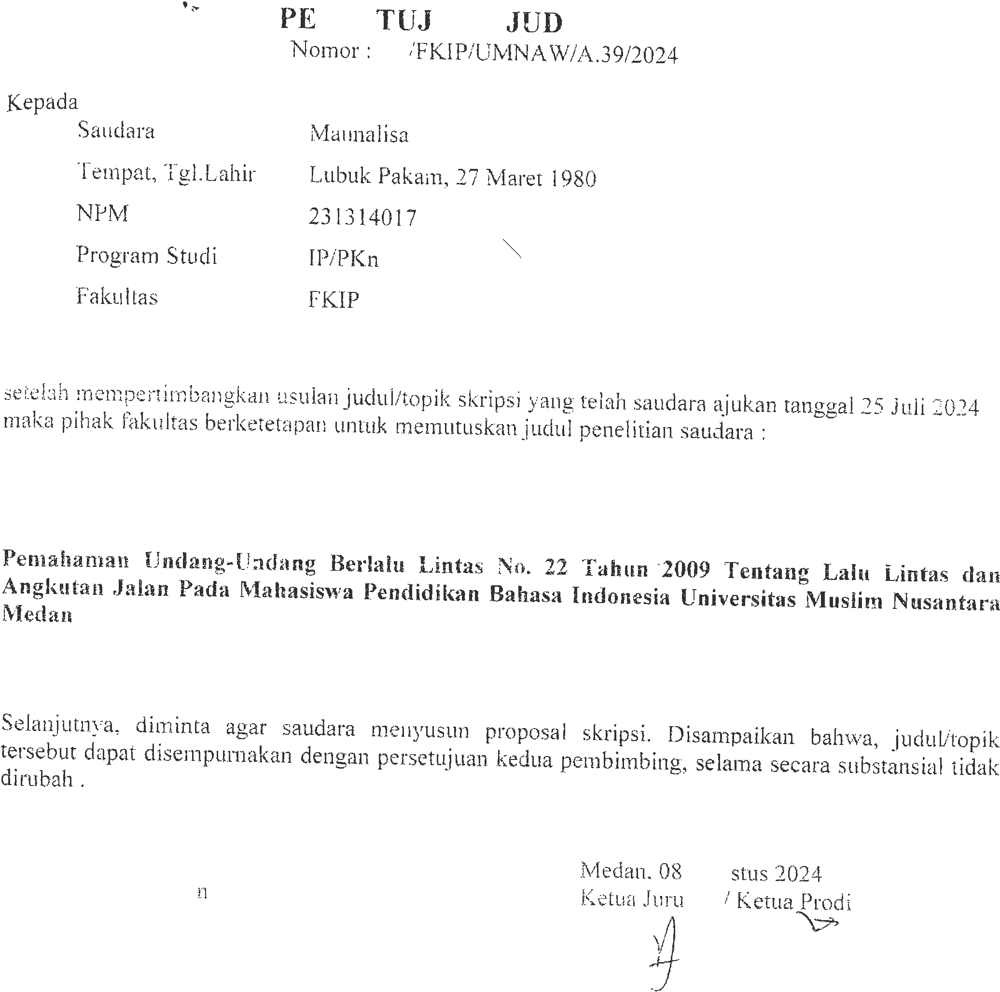 PE TUJ JUD
Nomor : /FKIP/UMNAW/A.39/2024
Kepada
Saudara Maunalisa
Tempat, Tgl.Lahir Lubuk Pakam, 27 Maret 1980
NPM 231314017
Program Studi IP/PKn
Fakultas FKIP
setelah mempertimbangkan usulan judul/topik skripsi yang telah saudara ajukan tanggal 25 Juli 2024
maka pihak fakultas berketetapan untuk memutuskan judul penelitian saudara :
Pemahaman Undang-Undang Berlalu Lintas No. 22 Tahun 2009 Tentang Lalu Lintas dan
Angkutan Jalan Pada Mahasiswa Pendidikan Bahasa Indonesia Universitas Muslim Nusantara
Medan
Selanjutnya, diminta agar saudara menyusun proposal skripsi. Disampaikan bahwa, judul/topik
tersebut dapat disempurnakan dengan persetujuan kedua pembimbing, selama secara substansial tidak
dirubah .
Medan, 08 stus 2024
n Ketua Juru / Ketua Prodi